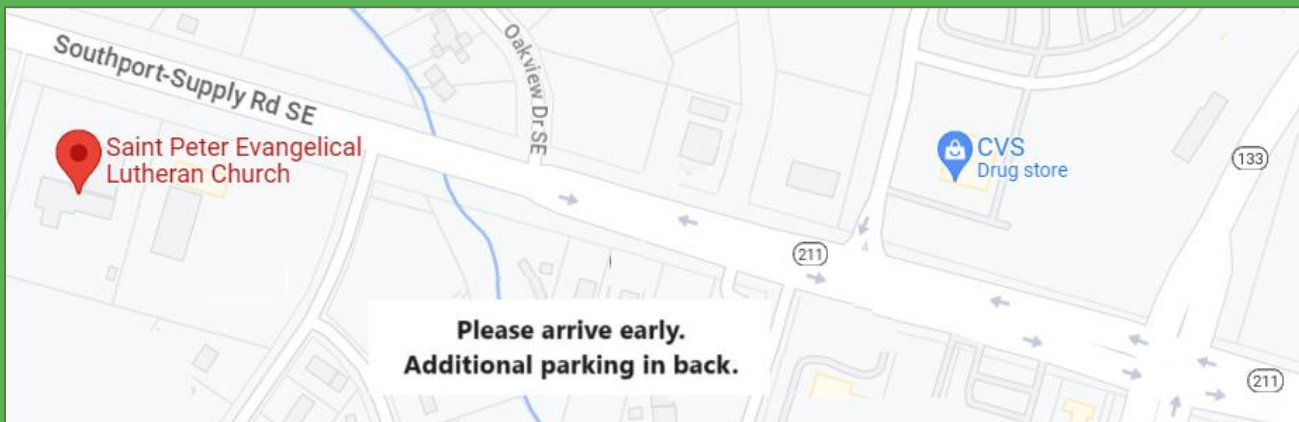 Southport-Supply Rd SE
Oakview Dr SE
Saint Peter Evangelical
Lutheran Church
CVS
Drug store
133
211
Please arrive early.
Additional parking in back.
211